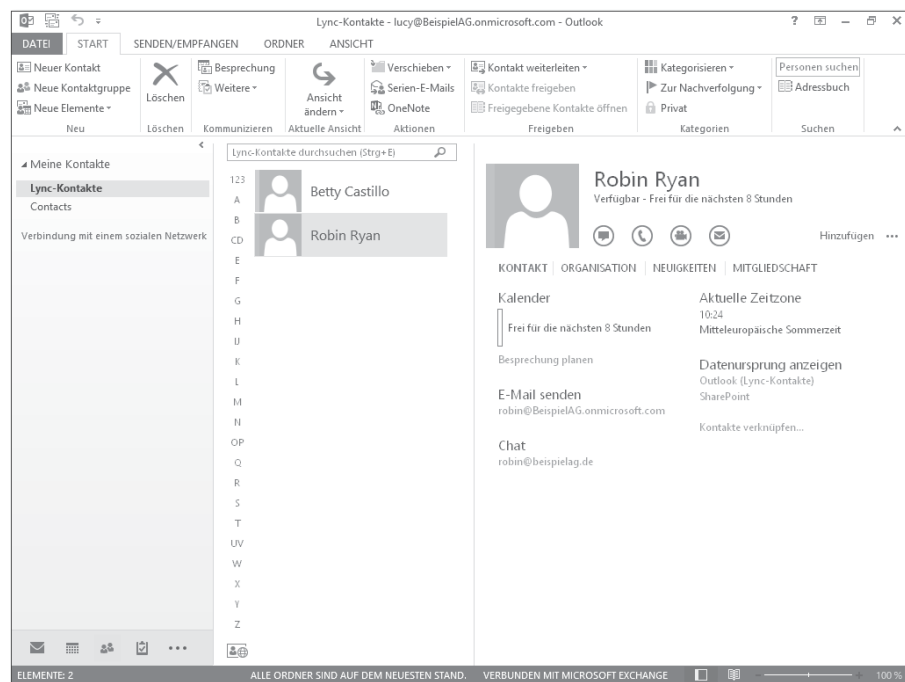 Lync-Kontakte - lucy@BeispielAG.onmicrosoft.com - Outlook
DATEI START SENDEN/EMPFANGEN ORDNER ANSICHT
Neuer Kontakt
Neue Kontaktgruppe
Neue Elemente
Neu
Löschen
Löschen
Besprechung
Weitere
Kommunizieren
Ansicht
ändern
Aktuelle Ansicht
Verschieben
Serien-E-Mails
OneNote
Aktionen
Kontakt weiterleiten
Kontakte freigeben
Freigegebene Kontakte öffnen
Freigeben
Kategorisieren
Zur Nachverfolgung
Privat
Kategorien
Personen suchen
Adressbuch
Suchen
Meine Kontakte
Lync-Kontakte
Contacts
Verbindung mit einem sozialen Netzwerk
Lync-Kontakte durchsuchen (Strg+E)
123
A
B
CD
E
F
G
H
IJ
K
L
M
N
OP
Q
R
S
T
UV
W
X
Y
Z
Betty Castillo
Robin Ryan
Robin Ryan
Verfügbar - Frei für die nächsten 8 Stunden
Hinzufügen
KONTAKT ORGANISATION NEUIGKEITEN MITGLIEDSCHAFT
Kalender
Frei für die nächsten 8 Stunden
Besprechung planen
E-Mail senden
robin@BeispielAG.onmicrosoft.com
Chat
robin@beispielag.de
Aktuelle Zeitzone
10:24
Mitteleuropäische Sommerzeit
Datenursprung anzeigen
Outlook (Lync-Kontakte)
SharePoint
Kontakte verknüpfen...
ELEMENTE: 2 ALLE ORDNER SIND AUF DEM NEUESTEN STAND. VERBUNDEN MIT MICROSOFT EXCHANGE 100 %